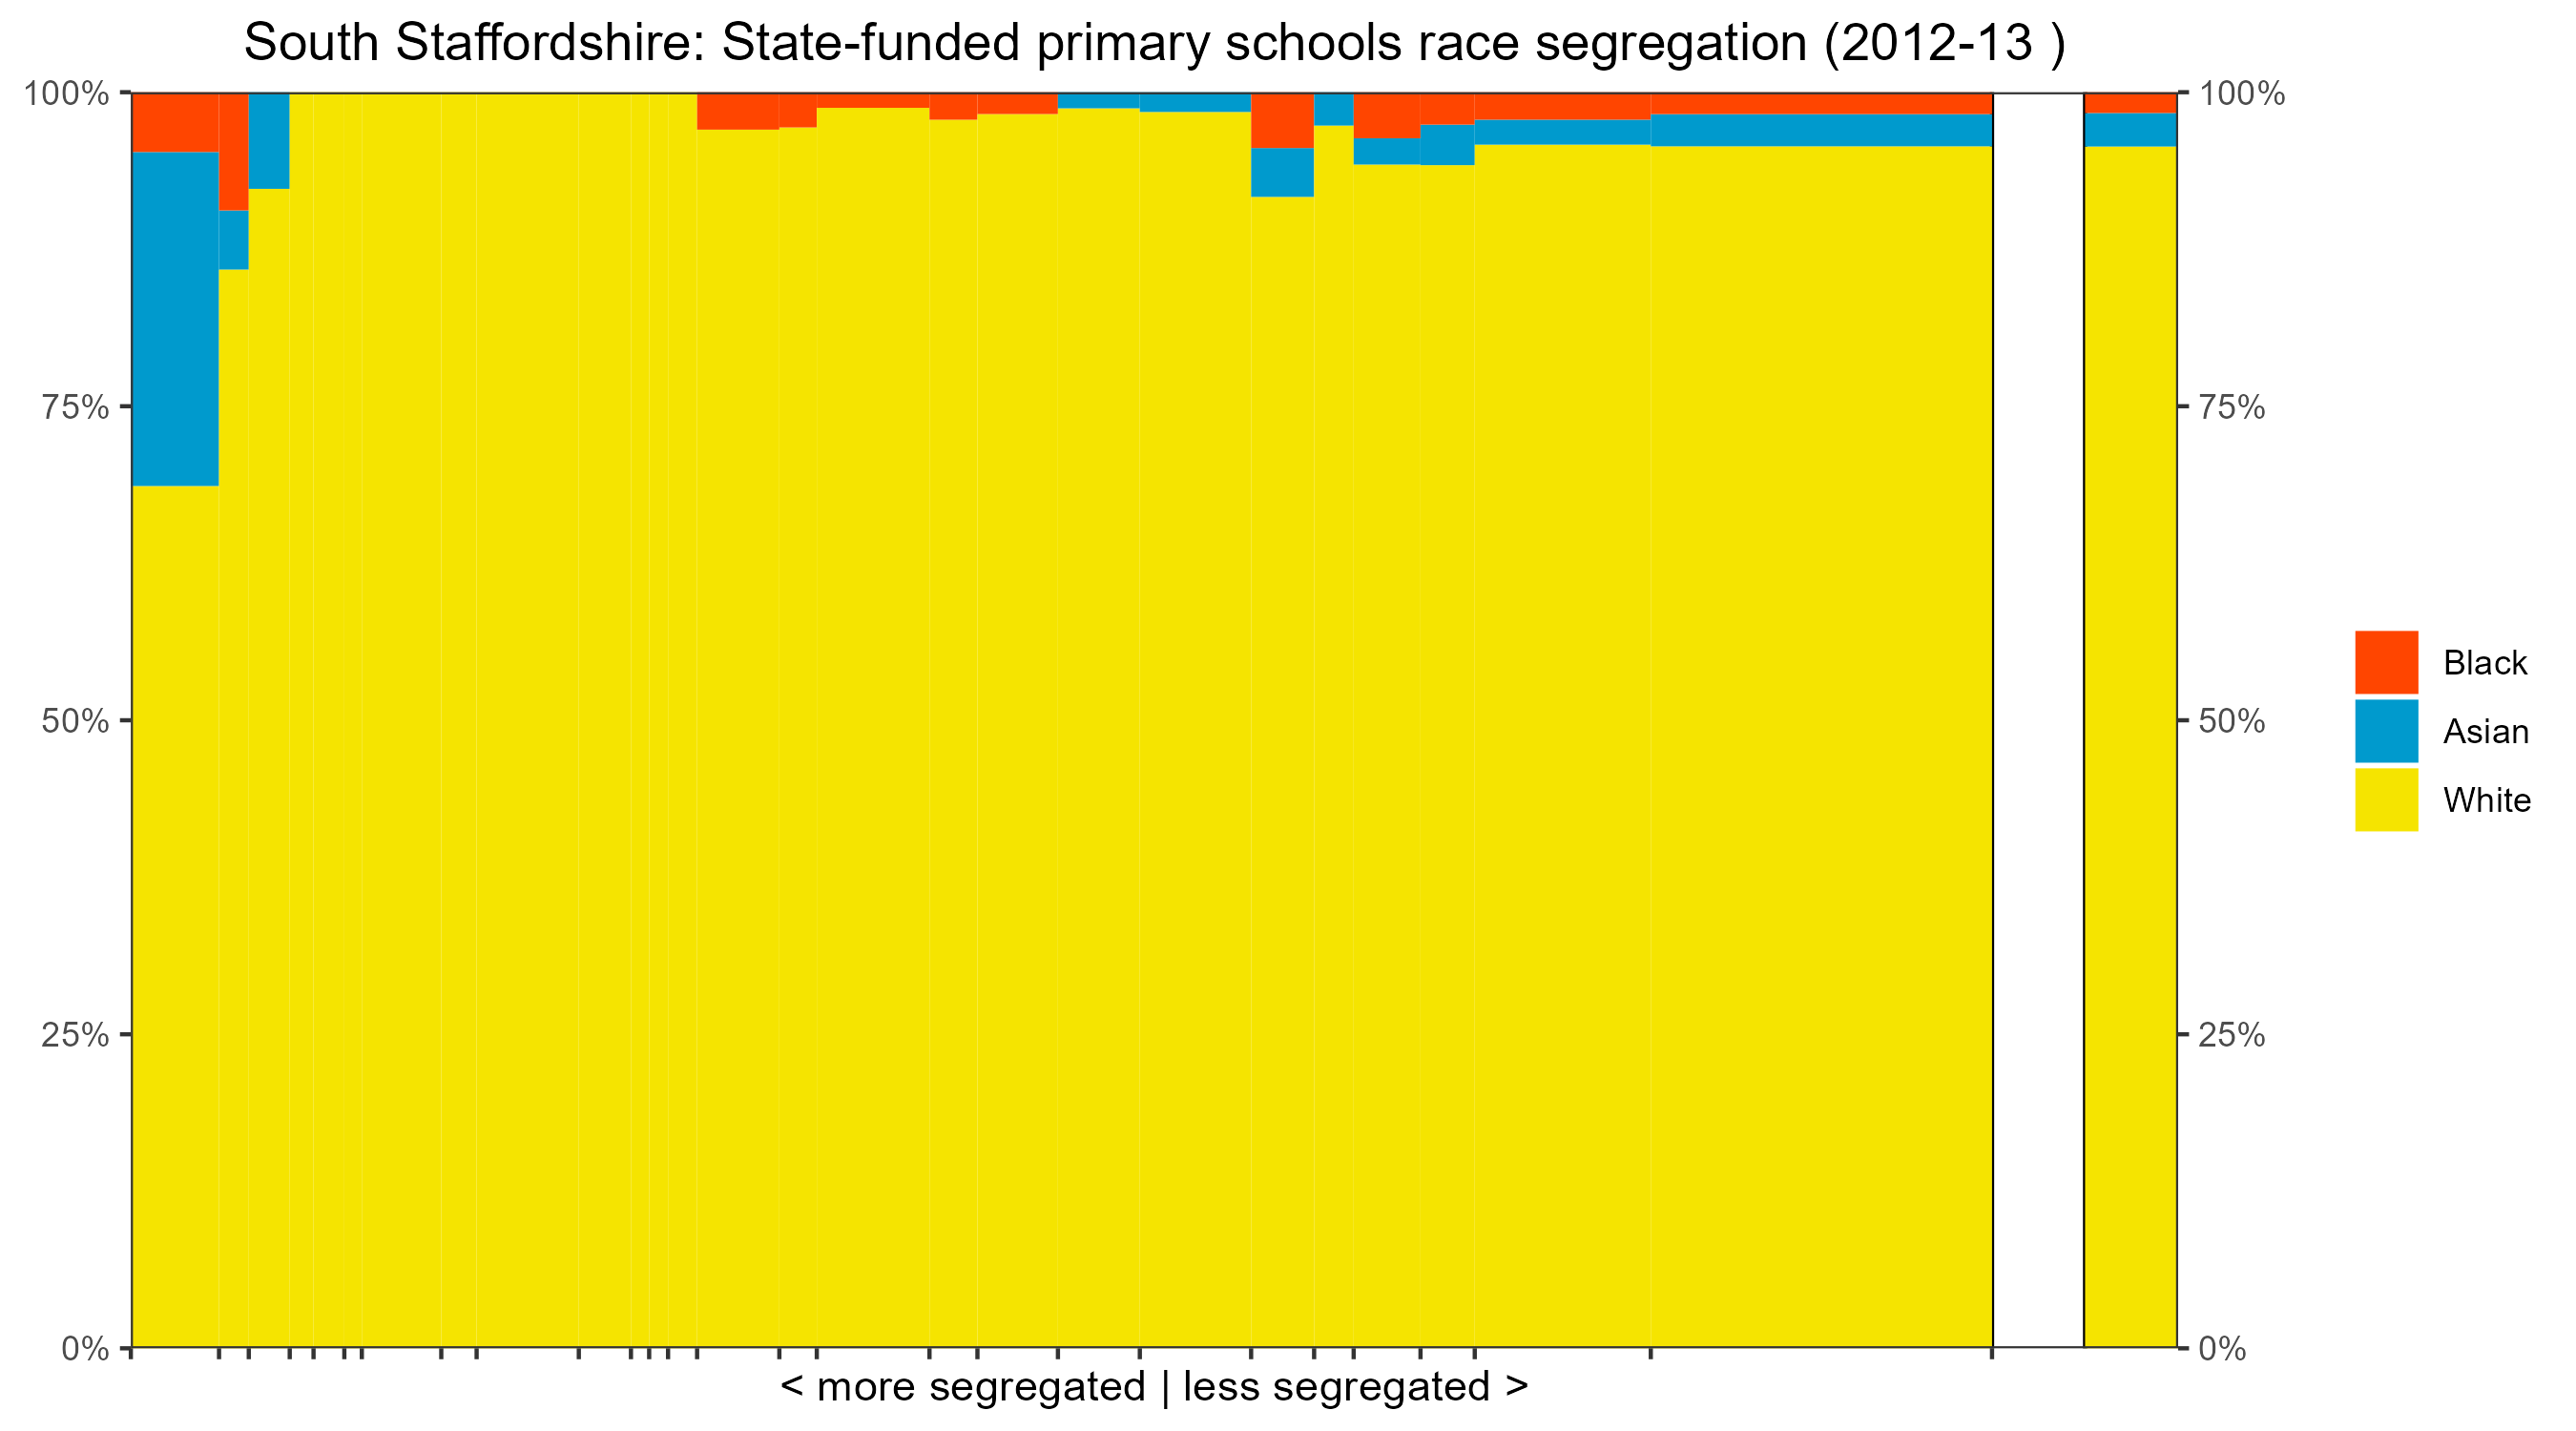 South Staffordshire: State-funded primary schools race segregation (2012-13 )
100%
75%
50%
25%
0%
100%
75%
50%
25%
0%
Black
Asian
White
< more segregated | less segregated >